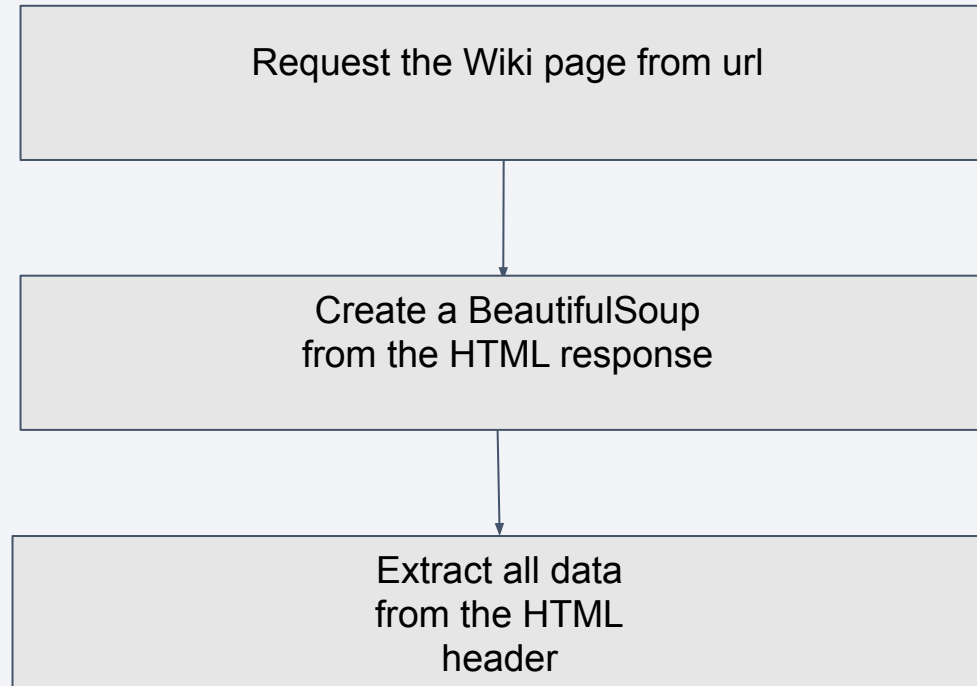 Request the Wiki page from url
Create a BeautifulSoup
from the HTML response
Extract all data
from the HTML
header